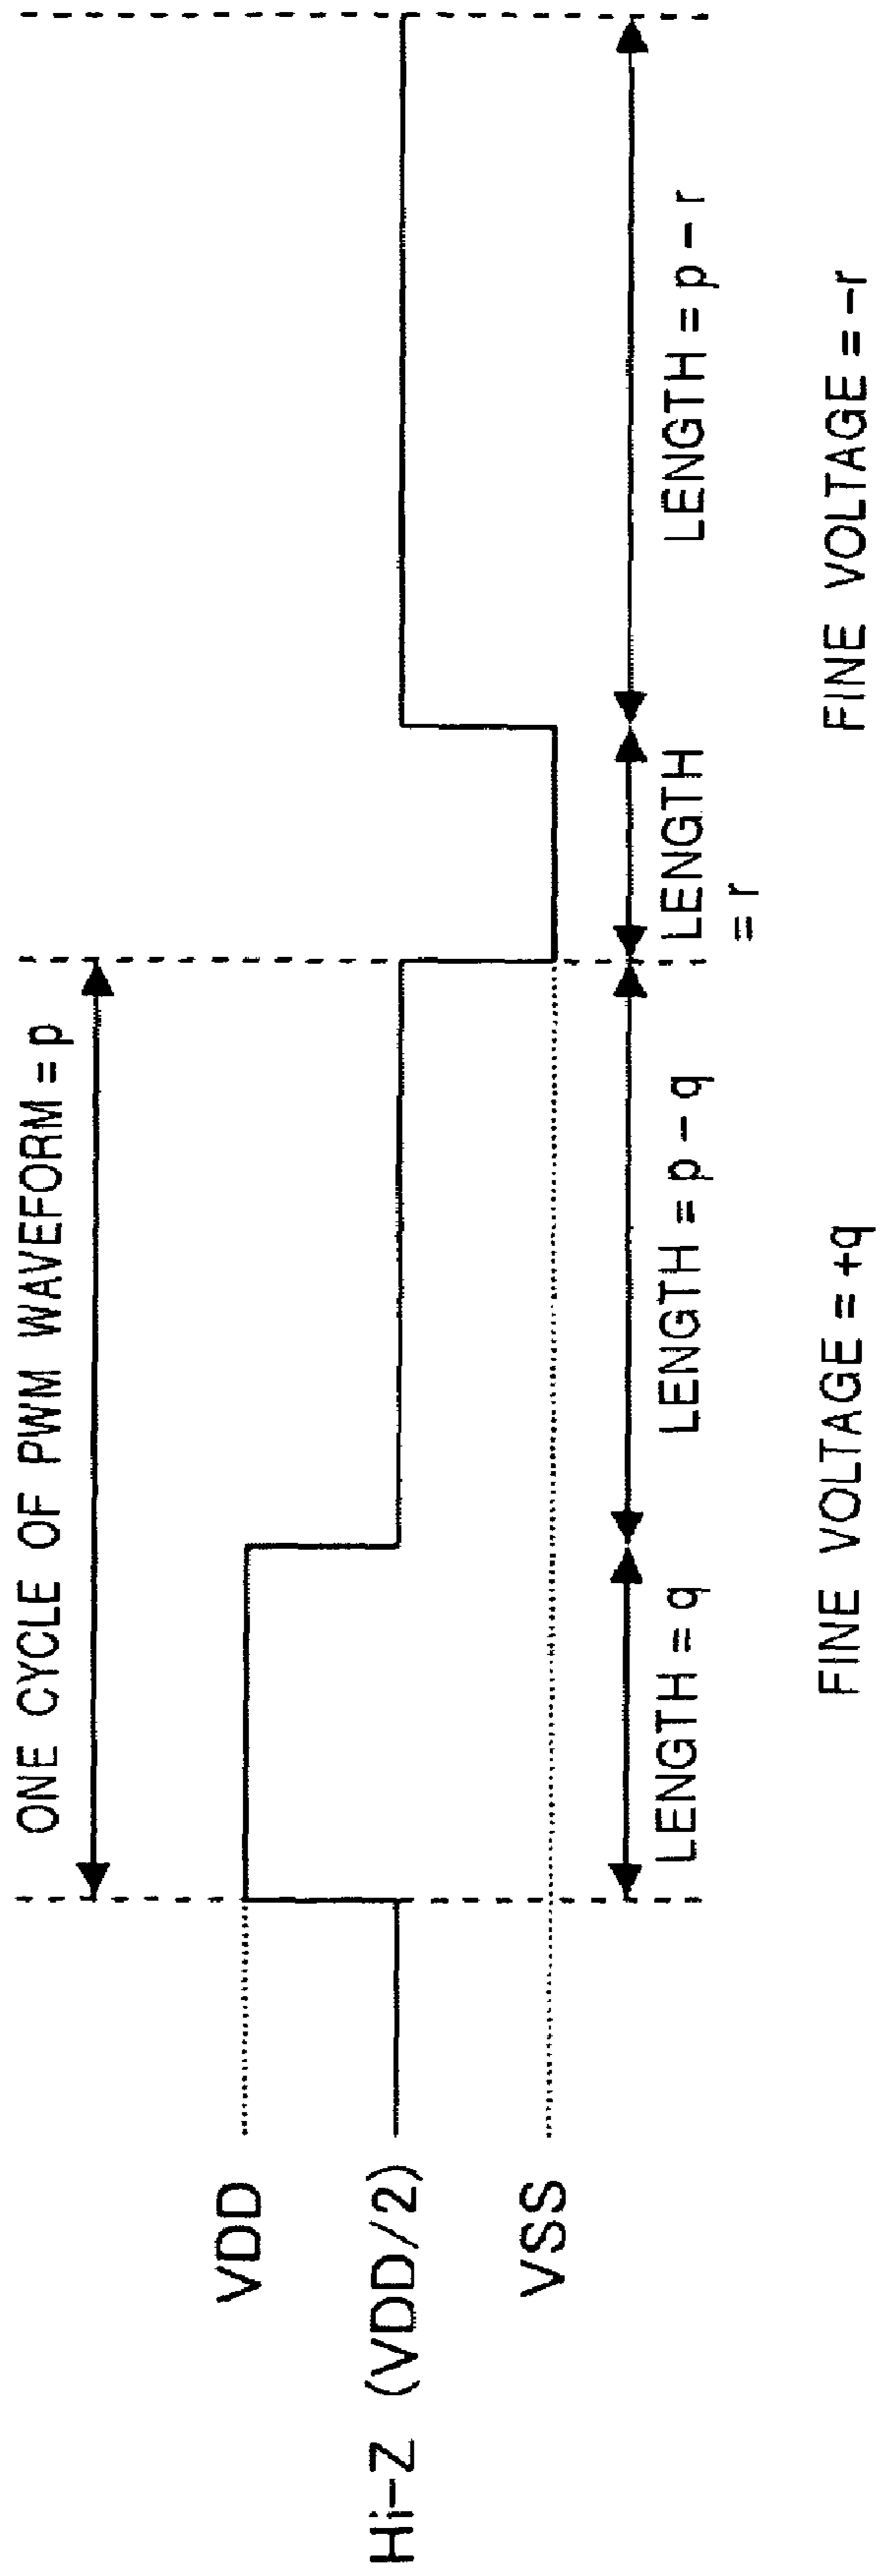 ONE CYCLE OF PWM WAVEFORM = p
VDD
Hi-Z (VDD/2)
VSS
LENGTH = q
LENGTH = p - q
LENGTH
= r
LENGTH = p - r
FINE VOLTAGE = +q
FINE VOLTAGE = -r